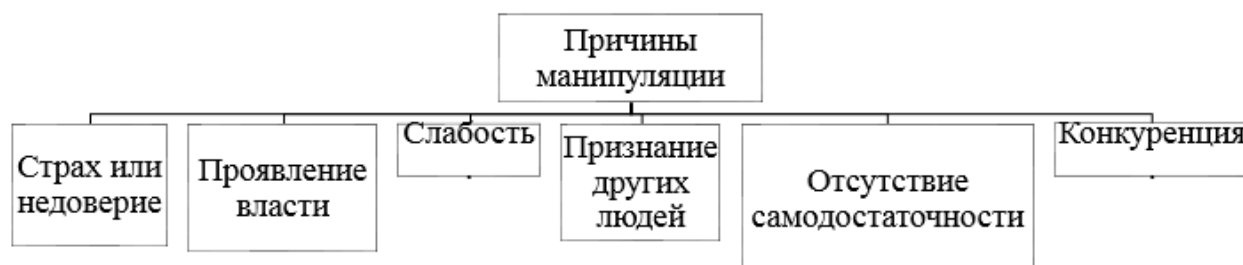 Причины
манипуляции
Страх или
недоверие
Проявление
власти
Слабость
.
Признание
других
людей
Отсутствие
самодостаточности
Конкуренция
.